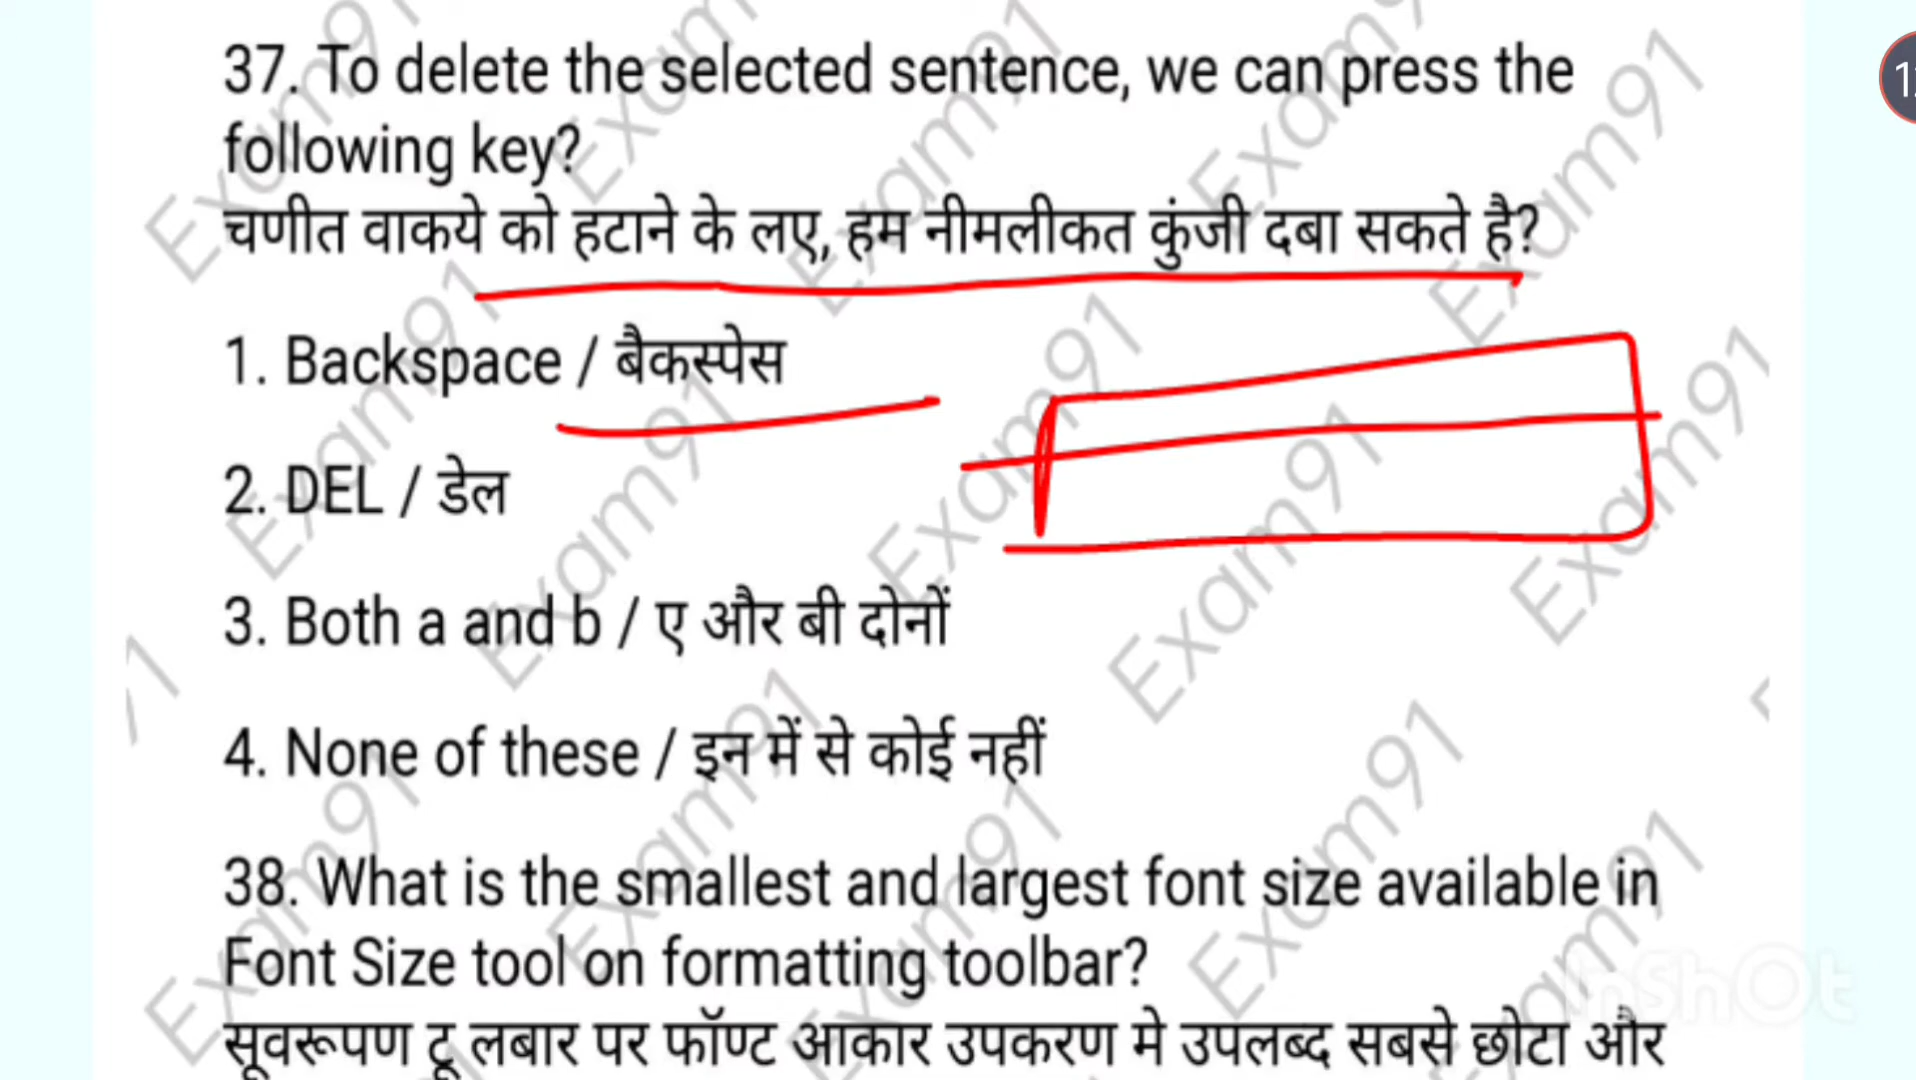 37. To delete the selected sentence, we can press the
following key?
चणीत वाकये को हटाने के लए, हम नीमलीकत कुंजी दबा सकते है?
1. Backspace / बैकस्पेस
2. DEL / डेल
3. Both a and b / ए और बी दोनों
4. None of these / इन में से कोई नहीं
38. What is the smallest and largest font size available in
Font Size tool on formatting toolbar?
सूवरूपण टू लबार पर फॉण्ट आकार उपकरण मे उपलब्द सबसे छोटा और
Exam91
InShOt